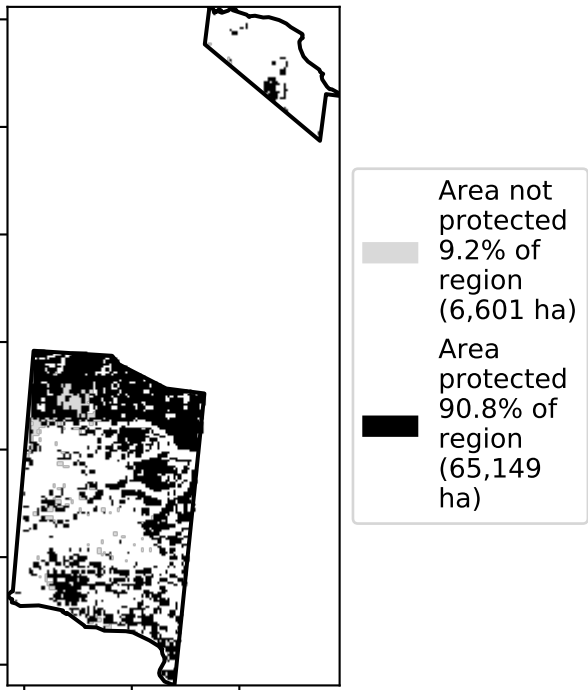 Area not
protected
9.2% of
region
(6,601 ha)
Area
protected
90.8% of
region
(65,149
ha)